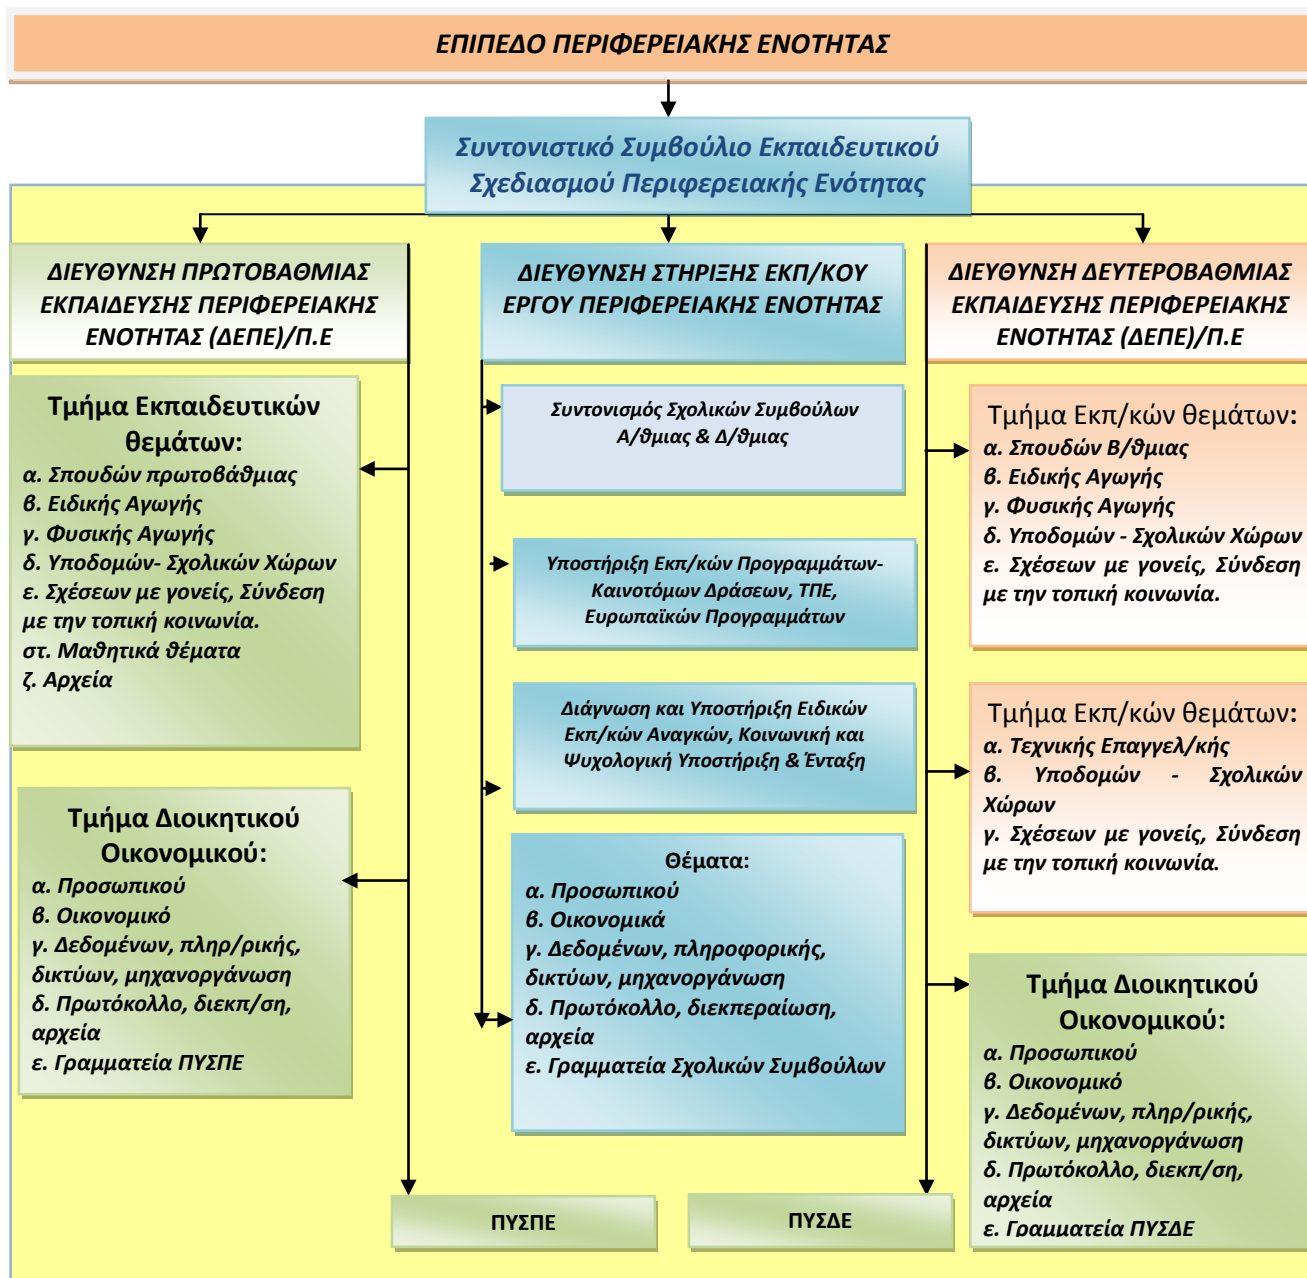 ΕΠΙΠΕΔΟ ΠΕΡΙΦΕΡΕΙΑΚΗΣ ΕΝΟΤΗΤΑΣ
Συντονιστικό Συμβούλιο Εκπαιδευτικού
Σχεδιασμού Περιφερειακής Ενότητας
ΔΙΕΥΘΥΝΣΗ ΠΡΩΤΟΒΑΘΜΙΑΣ
ΕΚΠΑΙΔΕΥΣΗΣ ΠΕΡΙΦΕΡΕΙΑΚΗΣ
ΕΝΟΤΗΤΑΣ (ΔΕΠΕ)/Π.Ε
Τμήμα Εκπαιδευτικών
θεμάτων:
α. Σπουδών πρωτοβάθμιας
β. Ειδικής Αγωγής
γ. Φυσικής Αγωγής
δ. Υποδομών- Σχολικών Χώρων
ε. Σχέσεων με γονείς, Σύνδεση
με την τοπική κοινωνία.
στ. Μαθητικά θέματα
ζ. Αρχεία
Τμήμα Διοικητικού
Οικονομικού:
α. Προσωπικού
β. Οικονομικό
γ. Δεδομένων, πληρ/ρικής,
δικτύων, μηχανοργάνωση
δ. Πρωτόκολλο, διεκπ/ση,
αρχεία
ε. Γραμματεία ΠΥΣΠΕ
ΠΥΣΠΕ
ΔΙΕΥΘΥΝΣΗ ΣΤΗΡΙΞΗΣ ΕΚΠ/ΚΟΥ
ΕΡΓΟΥ ΠΕΡΙΦΕΡΕΙΑΚΗΣ ΕΝΟΤΗΤΑΣ
Συντονισμός Σχολικών Συμβούλων
Α/θμιας & Δ/θμιας
Υποστήριξη Εκπ/κών Προγραμμάτων-
Καινοτόμων Δράσεων, ΤΠΕ,
Ευρωπαϊκών Προγραμμάτων
Διάγνωση και Υποστήριξη Ειδικών
Εκπ/κών Αναγκών, Κοινωνική και
Ψυχολογική Υποστήριξη & Ένταξη
Θέματα:
α. Προσωπικού
β. Οικονομικά
γ. Δεδομένων, πληροφορικής,
δικτύων, μηχανοργάνωση
δ. Πρωτόκολλο, διεκπεραίωση,
αρχεία
ε. Γραμματεία Σχολικών Συμβούλων
ΠΥΣΔΕ
ΔΙΕΥΘΥΝΣΗ ΔΕΥΤΕΡΟΒΑΘΜΙΑΣ
ΕΚΠΑΙΔΕΥΣΗΣ ΠΕΡΙΦΕΡΕΙΑΚΗΣ
ΕΝΟΤΗΤΑΣ (ΔΕΠΕ)/Π.Ε
Τμήμα Εκπ/κών θεμάτων:
α. Σπουδών Β/θμιας
β. Ειδικής Αγωγής
γ. Φυσικής Αγωγής
δ. Υποδομών - Σχολικών Χώρων
ε. Σχέσεων με γονείς, Σύνδεση
με την τοπική κοινωνία.
Τμήμα Εκπ/κών θεμάτων:
α. Τεχνικής Επαγγελ/κής
β. Υποδομών - Σχολικών
Χώρων
γ. Σχέσεων με γονείς, Σύνδεση
με την τοπική κοινωνία.
Τμήμα Διοικητικού
Οικονομικού:
α. Προσωπικού
β. Οικονομικό
γ. Δεδομένων, πληρ/ρικής,
δικτύων, μηχανοργάνωση
δ. Πρωτόκολλο, διεκπ/ση,
αρχεία
ε. Γραμματεία ΠΥΣΔΕ